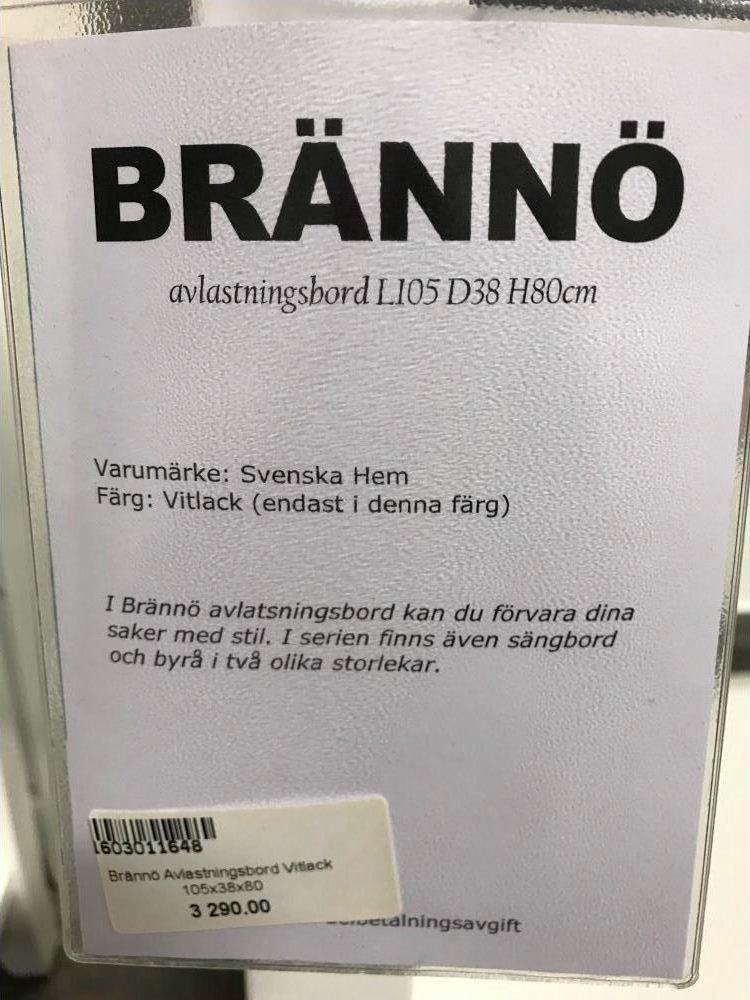 BRÄNNÖ
avlastningsbord L105 D38 H80cm
Varumärke: Svenska Hem
Färg: Vitlack (endast i denna färg)
I Brännö avlatsningsbord kan du förvara dina
saker med stil. I serien finns även sängbord
och byrå i två olika storlekar.
1603011648
Brännö Avlastningsbord Vitlack
105x38x80
3 290.00